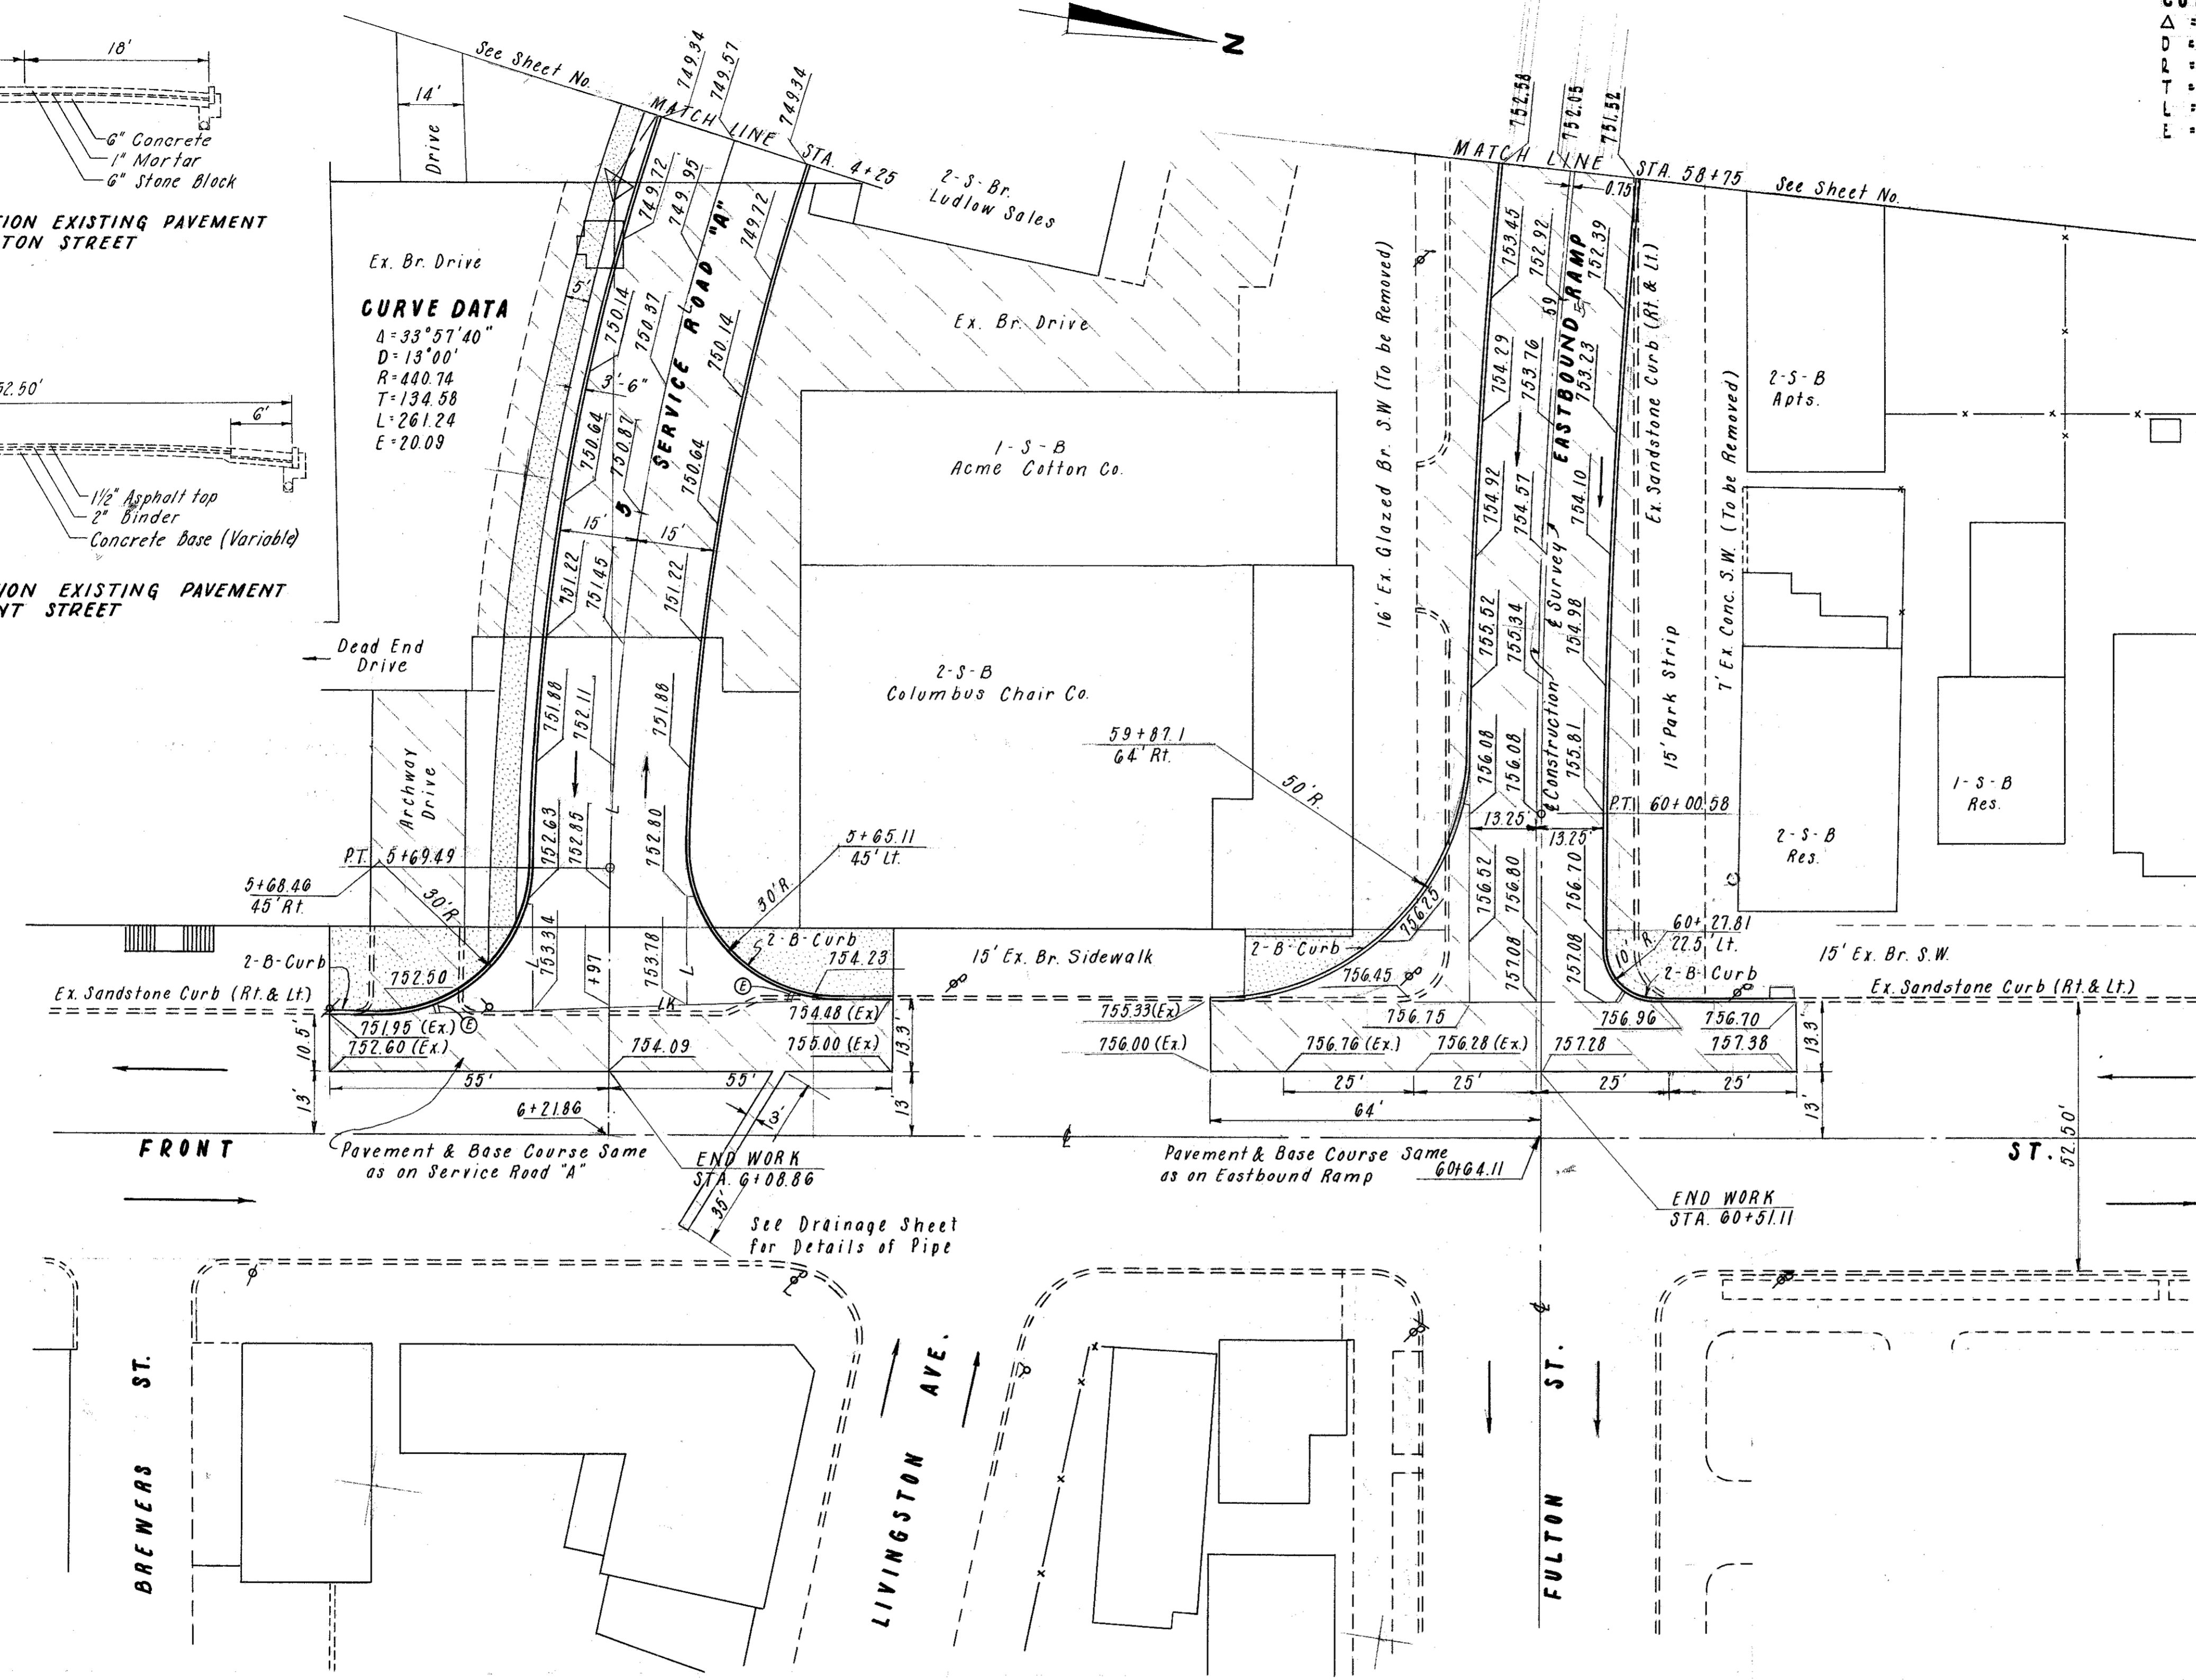 18'
6" Concrete
1" Mortar
6" Stone Block
TION EXISTING PAVEMENT
TON STREET
52.50'
6'
1½" Asphalt top
2" Binder
Concrete Base (Variable)
ION EXISTING PAVEMENT
NT STREET
See Sheet No.
14'
Drive
MATCH LINE STA. 4+25
749.34
749.57
749.34
N
Δ =
D =
R =
T =
L =
E =
Ex. Br. Drive
CURVE DATA
Δ=33°57'40"
D=13°00'
R=440.74
T=134.58
L=261.24
E=20.09
5'
3'-6"
749.72
749.95
749.72
750.14
750.37
750.14
SERVICE ROAD "A"
750.64
750.87
750.64
5
15'
15'
751.22
751.45
751.22
751.88
752.11
751.88
752.63
752.85
752.80
753.34
+97
753.78
2-S-Br.
Ludlow Sales
Ex. Br. Drive
1-S-B
Acme Cotton Co.
2-S-B
Columbus Chair Co.
Dead End
Drive
Archway
Drive
P.T. 5+69.49
5+68.46
45' Rt.
30'R.
5+65.11
45' Lt.
30'R.
2-B-Curb
752.50
2-B-Curb
754.23
Ex. Sandstone Curb (Rt.& Lt.)
751.95 (Ex.)
E
752.60 (Ex.)
E
LK
754.48 (Ex)
754.09
755.00 (Ex)
10.5'
13'
13.3'
13'
55'
55'
6+21.86
3'
35'
FRONT
Pavement & Base Course Same
as on Service Road "A"
END WORK
STA. 6+08.86
See Drainage Sheet
for Details of Pipe
MATCH LINE STA. 58+75
See Sheet No.
752.58
752.05
751.52
0.75'
16' Ex. Glazed Br. S.W (To be Removed)
753.45
752.92
752.39
59
EASTBOUND RAMP
754.29
753.76
753.23
754.92
754.57
754.10
755.52
755.34
754.98
℄ Survey
℄ Construction
756.08
756.08
755.81
Ex. Sandstone Curb (Rt. & Lt.)
15' Park Strip
7' Ex. Conc. S.W. (To be Removed)
2-S-B
Apts.
1-S-B
Res.
2-S-B
Res.
59+87.1
64' Rt.
50'R.
P.T. 60+00.58
13.25'
13.25'
756.52
756.80
756.70
756.25
757.08
757.08
60+27.81
22.5' Lt.
10' R
2-B-Curb
15' Ex. Br. Sidewalk
2-B-Curb
756.45
15' Ex. Br. S.W.
Ex. Sandstone Curb (Rt.& Lt.)
755.33(Ex)
756.75
756.96
756.70
756.00 (Ex)
756.76 (Ex.)
756.28 (Ex.)
757.28
757.38
25'
25'
25'
25'
64'
13.3'
13'
52.50'
℄
Pavement & Base Course Same
as on Eastbound Ramp
60+64.11
END WORK
STA. 60+51.11
ST.
℄
BREWERS ST.
LIVINGSTON AVE.
FULTON ST.